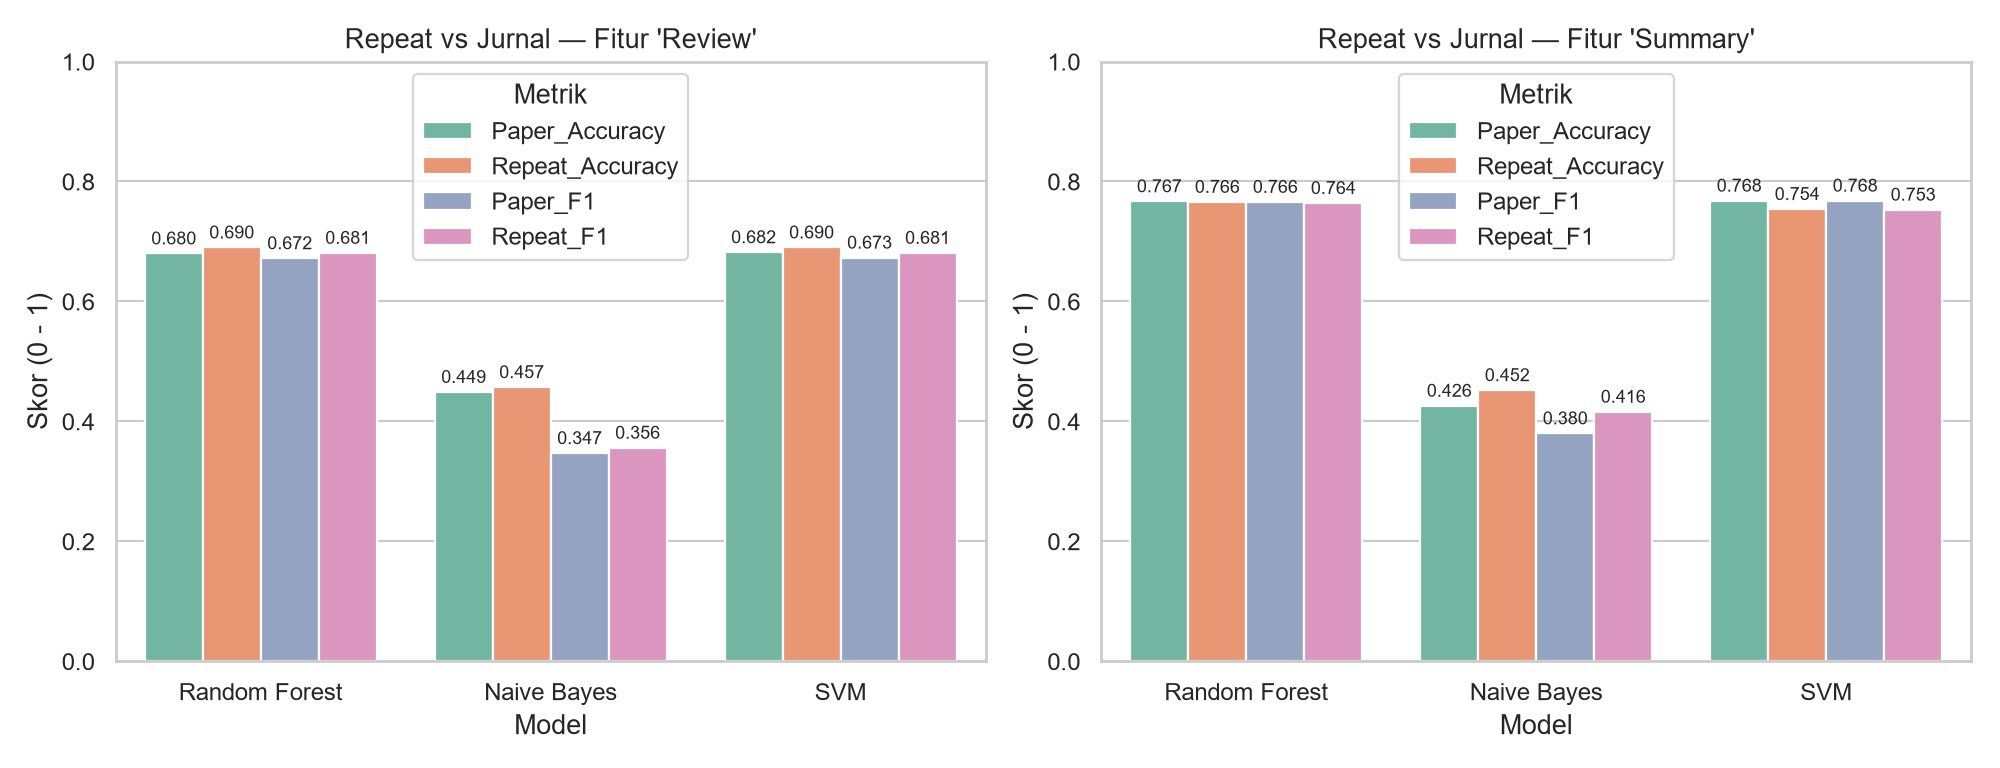 Repeat vs Jurnal — Fitur 'Review'
1.0
0.8
0.6
0.4
0.2
0.0
Skor (0 - 1)
Metrik
Paper_Accuracy
Repeat_Accuracy
Paper_F1
Repeat_F1
0.680 0.690 0.672 0.681
0.449 0.457 0.347 0.356
0.682 0.690 0.673 0.681
Random Forest Naive Bayes SVM
Model
Repeat vs Jurnal — Fitur 'Summary'
1.0
0.8
0.6
0.4
0.2
0.0
Skor (0 - 1)
Metrik
Paper_Accuracy
Repeat_Accuracy
Paper_F1
Repeat_F1
0.767 0.766 0.766 0.764
0.426 0.452 0.380 0.416
0.768 0.754 0.768 0.753
Random Forest Naive Bayes SVM
Model